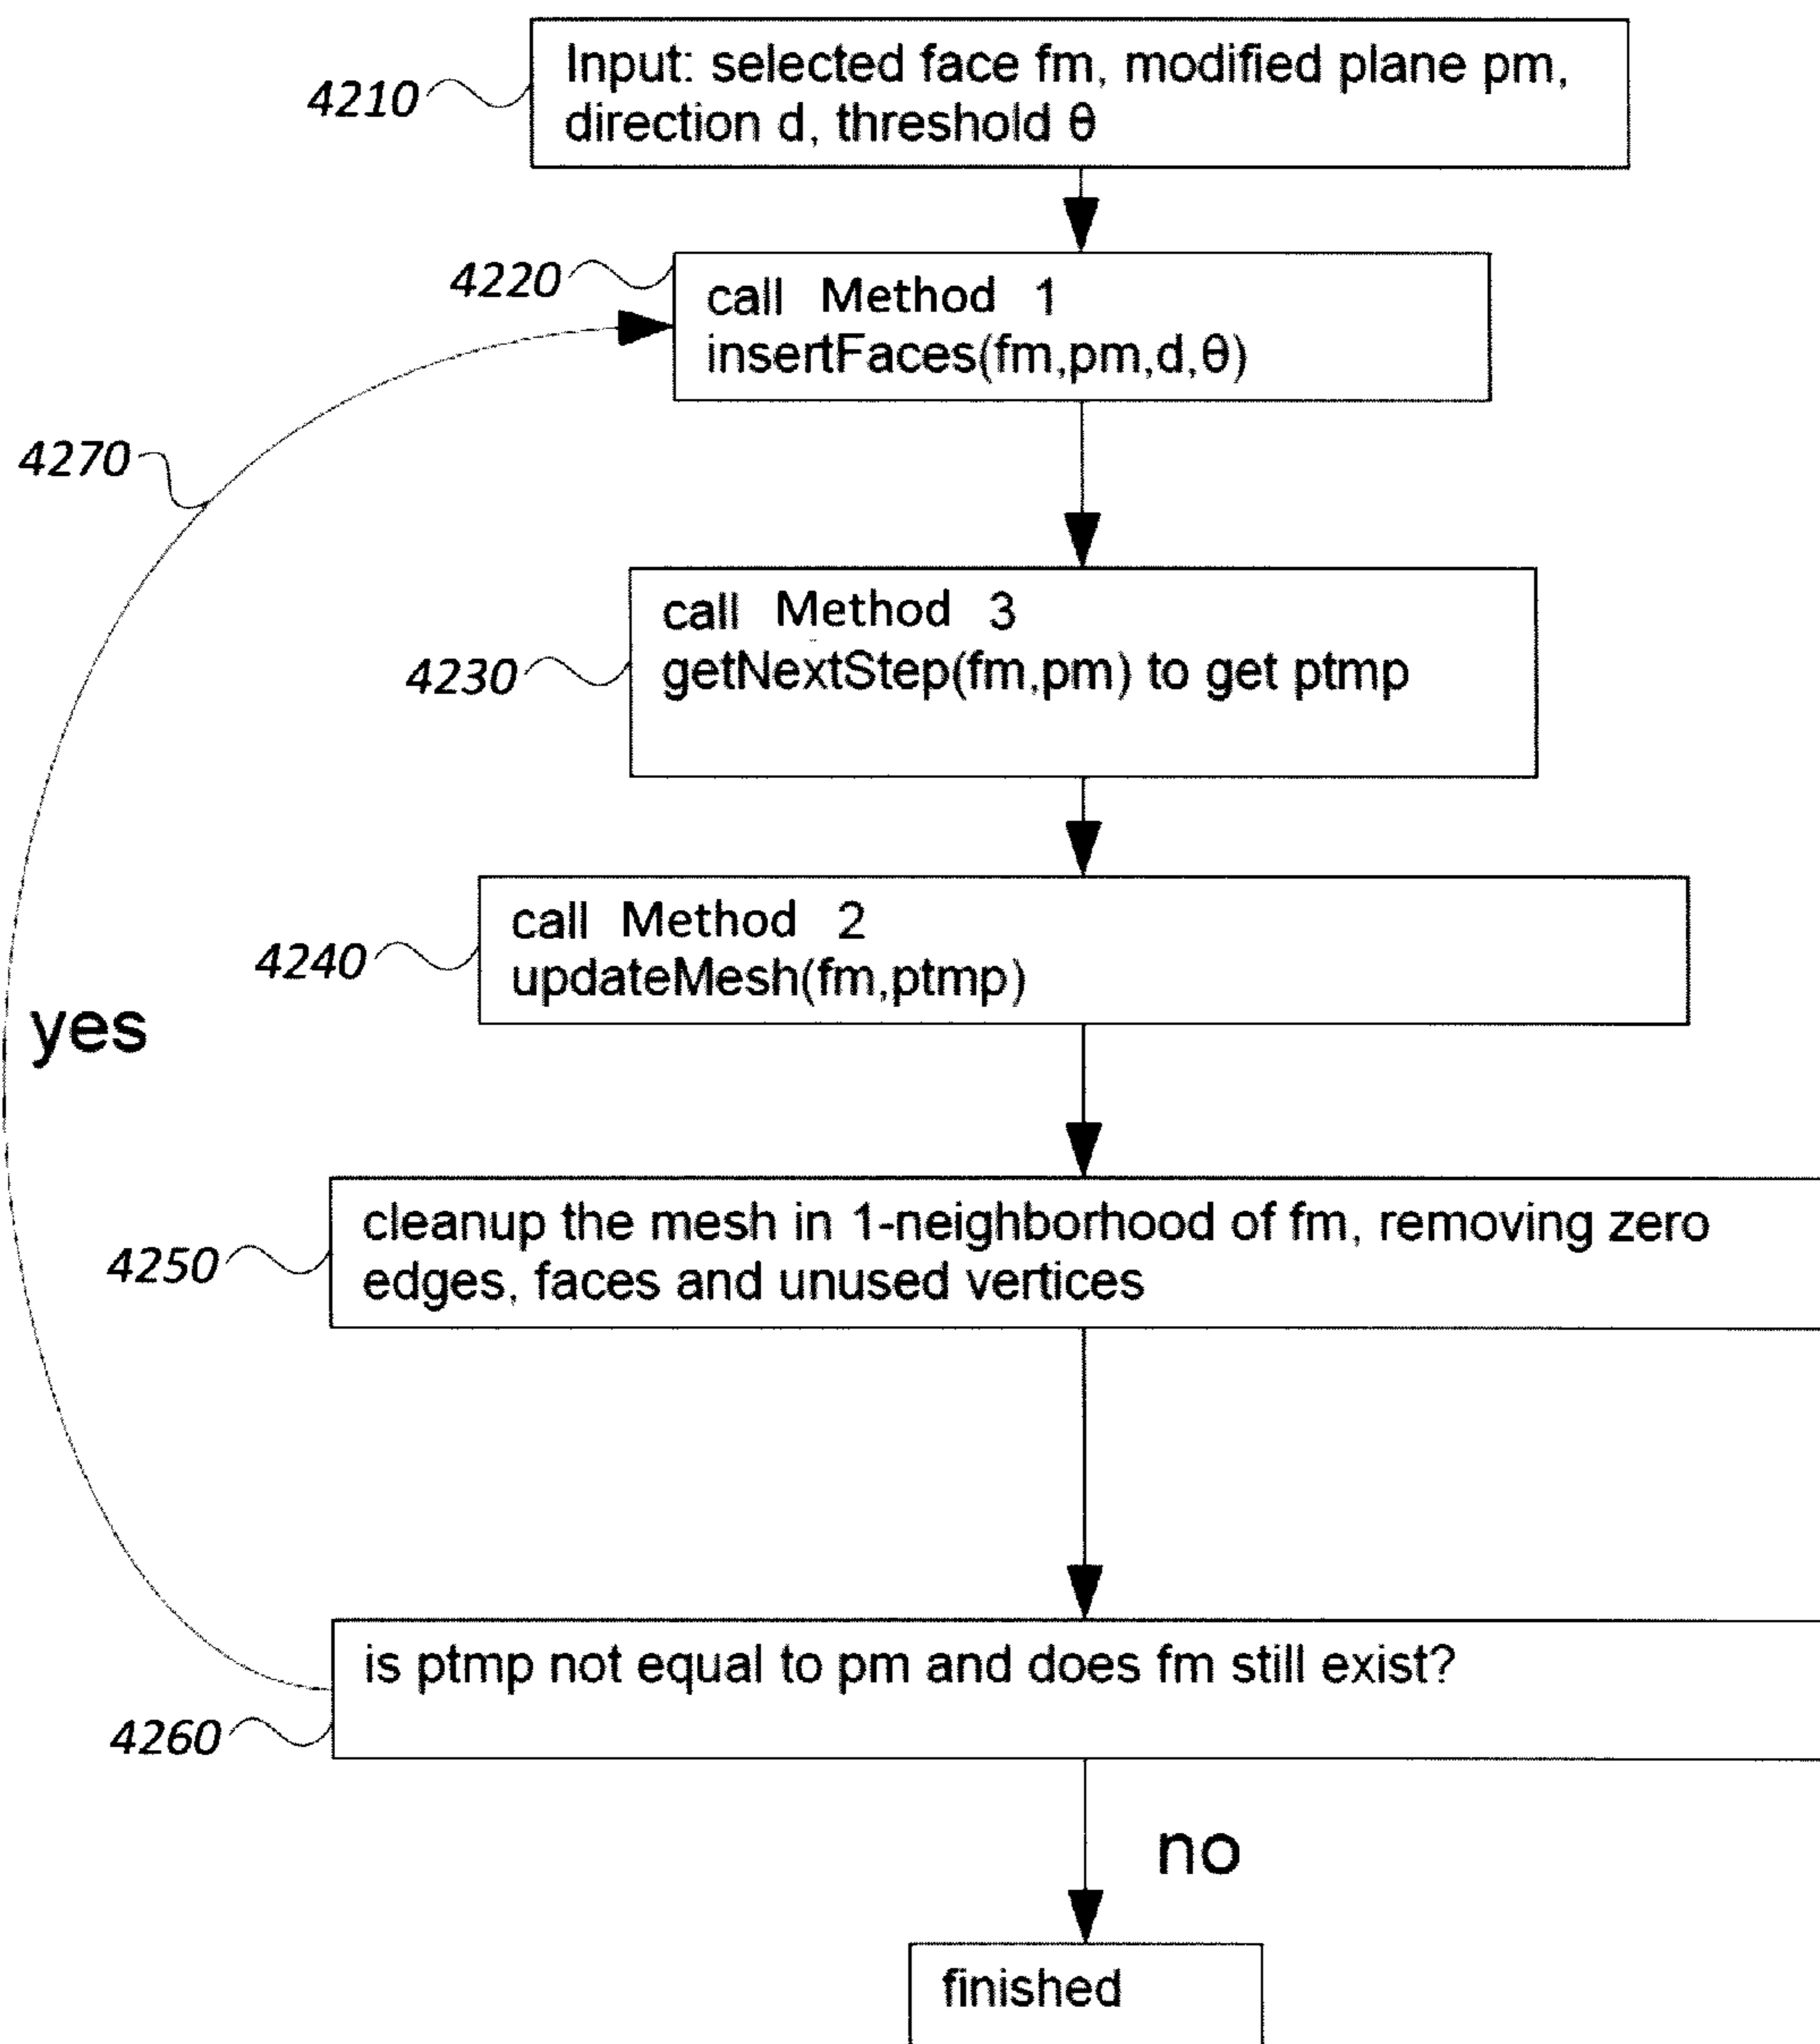 Input: selected face fm, modified plane pm,
direction d, threshold θ
4210
4220
call Method 1
insertFaces(fm,pm,d,θ)
4270
call Method 3
getNextStep(fm,pm) to get ptmp
4230
call Method 2
updateMesh(fm,ptmp)
4240
yes
cleanup the mesh in 1-neighborhood of fm, removing zero
edges, faces and unused vertices
4250
is ptmp not equal to pm and does fm still exist?
4260
no
finished